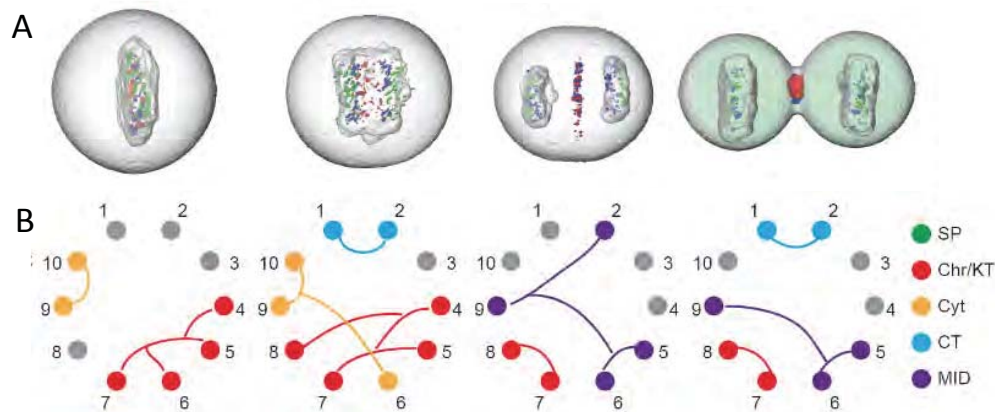 A
B
1 2 1 2 1 2 1 2
10 3 10 3 10 3 10 3
9 4 9 4 9 4 9 4
8 5 8 5 8 5 8 5
7 6 7 6 7 6 7 6
SP
Chr/KT
Cyt
CT
MID